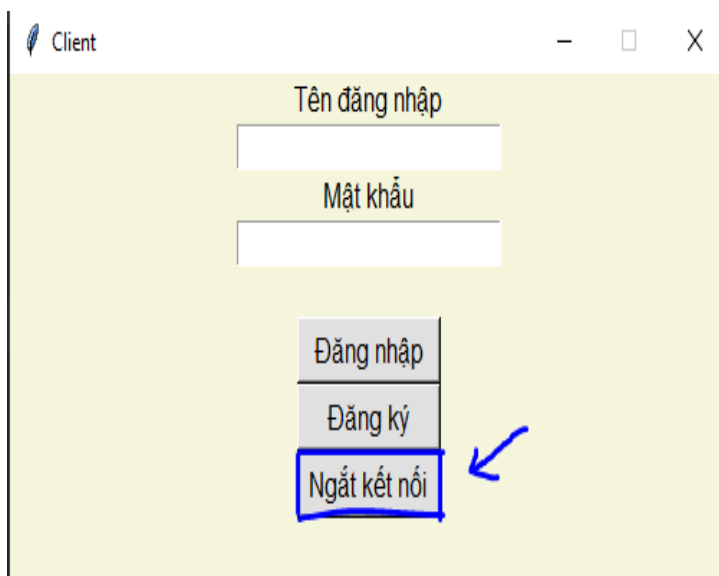 Client
Tên đăng nhập
Mật khẩu
Đăng nhập
Đăng ký
Ngắt kết nối